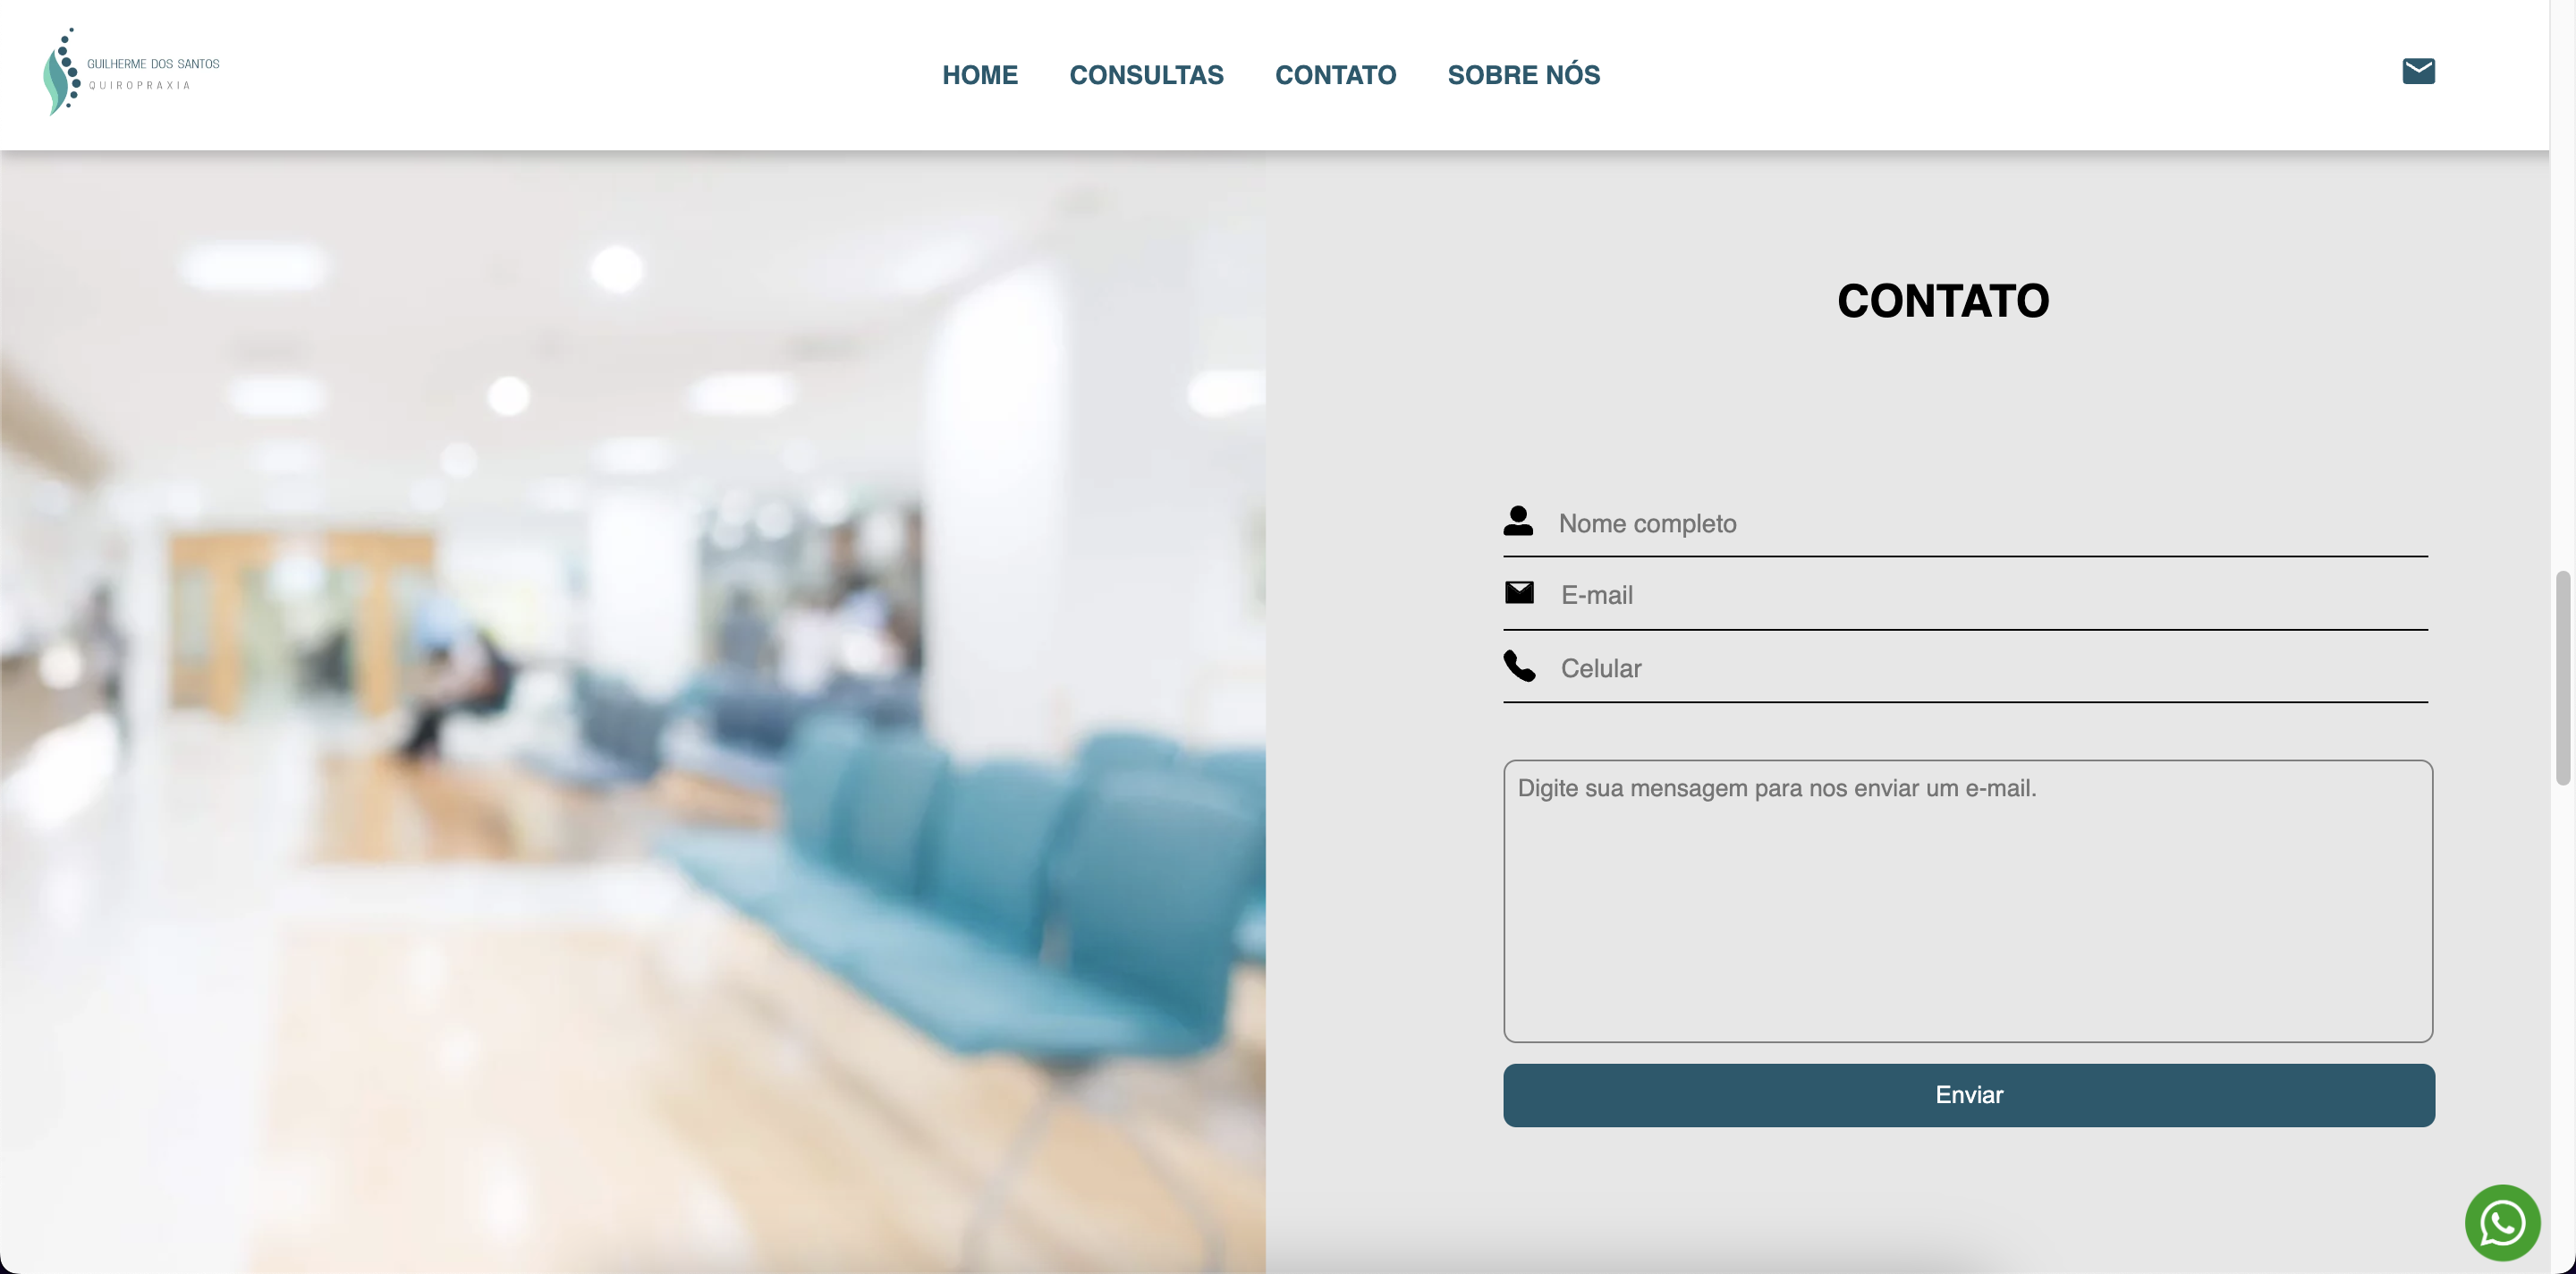 GUILHERME DOS SANTOS
QUIROPRAXIA
HOME CONSULTAS CONTATO SOBRE NÓS
CONTATO
Nome completo
E-mail
Celular
Digite sua mensagem para nos enviar um e-mail.
Enviar